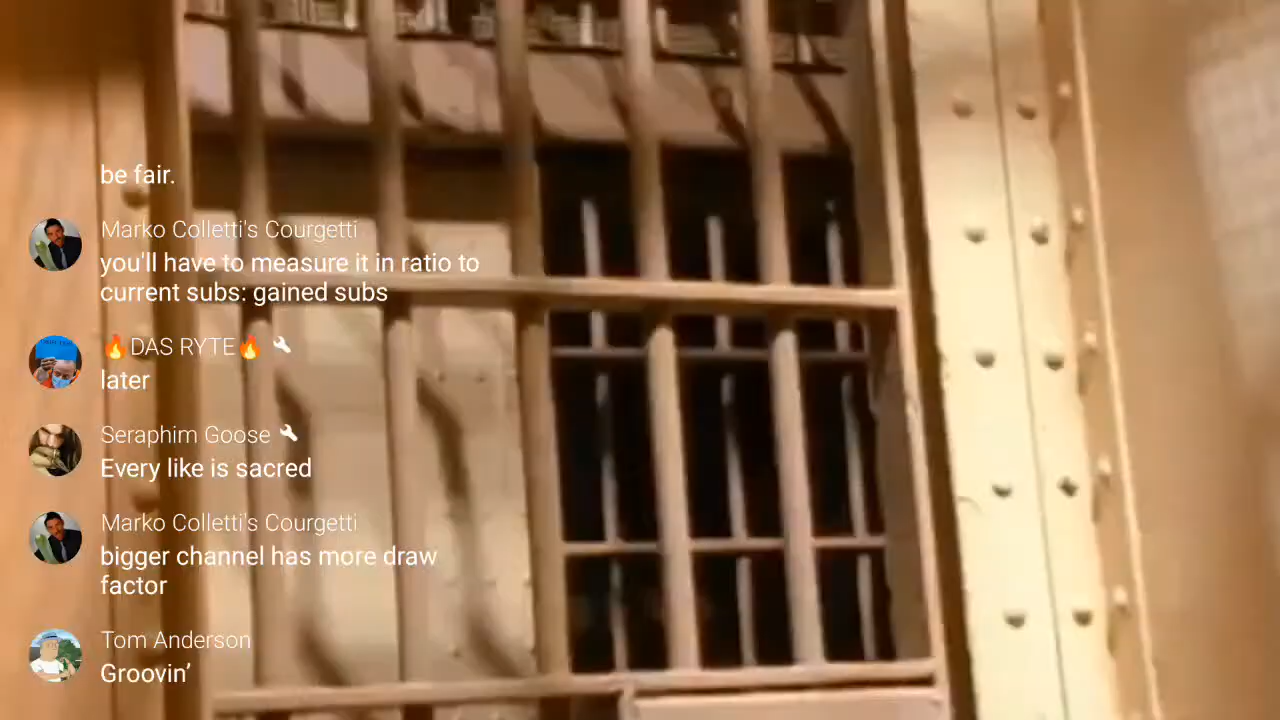 be fair.
Marko Colletti's Courgetti
you'll have to measure it in ratio to
current subs: gained subs
🔥DAS RYTE🔥
later
Seraphim Goose
Every like is sacred
Marko Colletti's Courgetti
bigger channel has more draw
factor
Tom Anderson
Groovin’